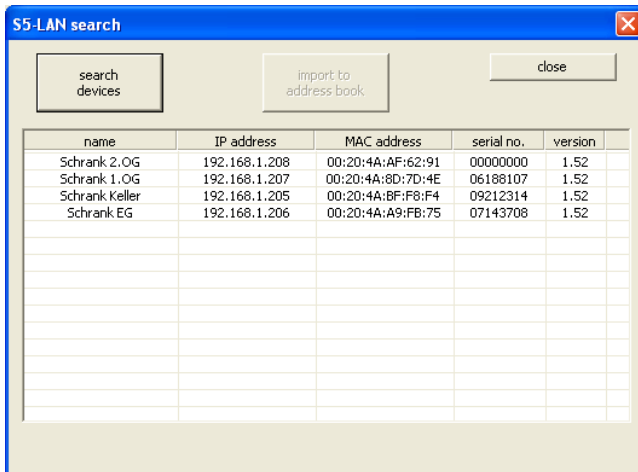 S5-LAN search
search
devices
import to
address book
close
name IP address MAC address serial no. version
Schrank 2.OG 192.168.1.208 00:20:4A:AF:62:91 00000000 1.52
Schrank 1.OG 192.168.1.207 00:20:4A:8D:7D:4E 06188107 1.52
Schrank Keller 192.168.1.205 00:20:4A:BF:F8:F4 09212314 1.52
Schrank EG 192.168.1.206 00:20:4A:A9:FB:75 07143708 1.52